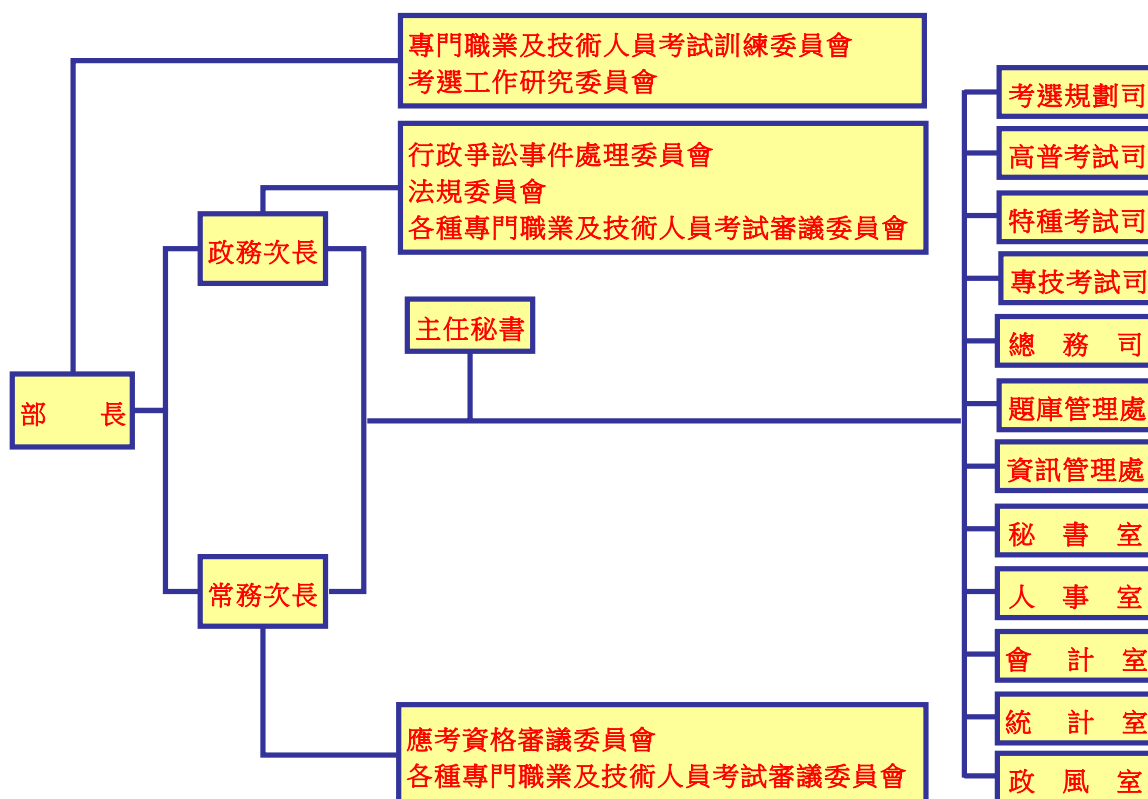 專門職業及技術人員考試訓練委員會
考選工作研究委員會
行政爭訟事件處理委員會
法規委員會
各種專門職業及技術人員考試審議委員會
政務次長
主任秘書
部 長
常務次長
應考資格審議委員會
各種專門職業及技術人員考試審議委員會
考選規劃司
高普考試司
特種考試司
專技考試司
總 務 司
題庫管理處
資訊管理處
秘 書 室
人 事 室
會 計 室
統 計 室
政 風 室